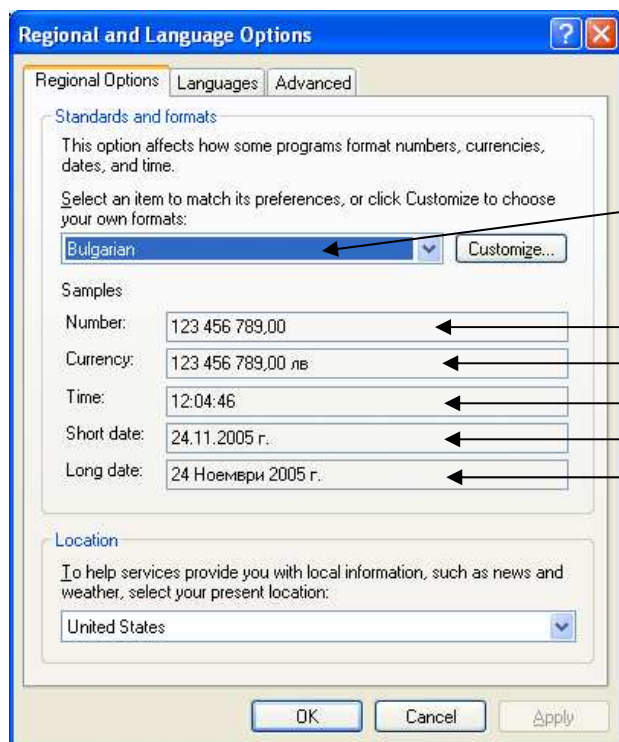 Regional and Language Options
Regional Options Languages Advanced
Standards and formats
This option affects how some programs format numbers, currencies,
dates, and time.
Select an item to match its preferences, or click Customize to choose
your own formats:
Bulgarian Customize...
Samples
Number: 123 456 789,00
Currency: 123 456 789,00 лв
Time: 12:04:46
Short date: 24.11.2005 г.
Long date: 24 Ноември 2005 г.
Location
To help services provide you with local information, such as news and
weather, select your present location:
United States
OK Cancel Apply